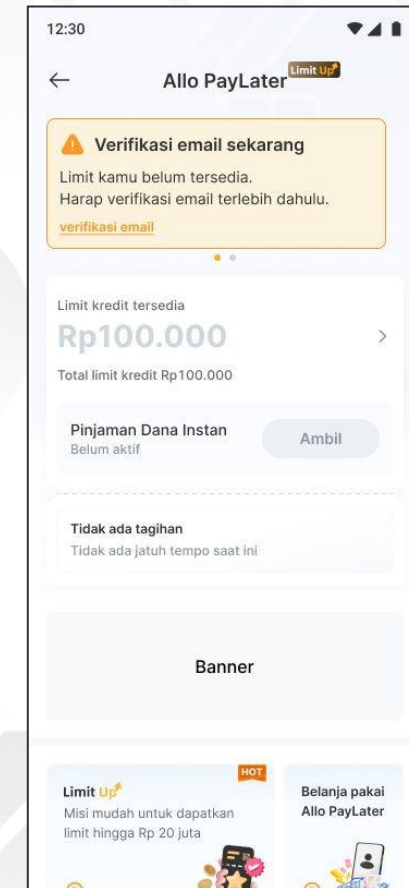 12:30
Allo PayLater
Limit Up
Verifikasi email sekarang
Limit kamu belum tersedia.
Harap verifikasi email terlebih dahulu.
verifikasi email
Limit kredit tersedia
Rp100.000
Total limit kredit Rp100.000
Pinjaman Dana Instan
Belum aktif
Ambil
Tidak ada tagihan
Tidak ada jatuh tempo saat ini
Banner
HOT
Limit Up
Misi mudah untuk dapatkan
limit hingga Rp 20 juta
Belanja pakai
Allo PayLater